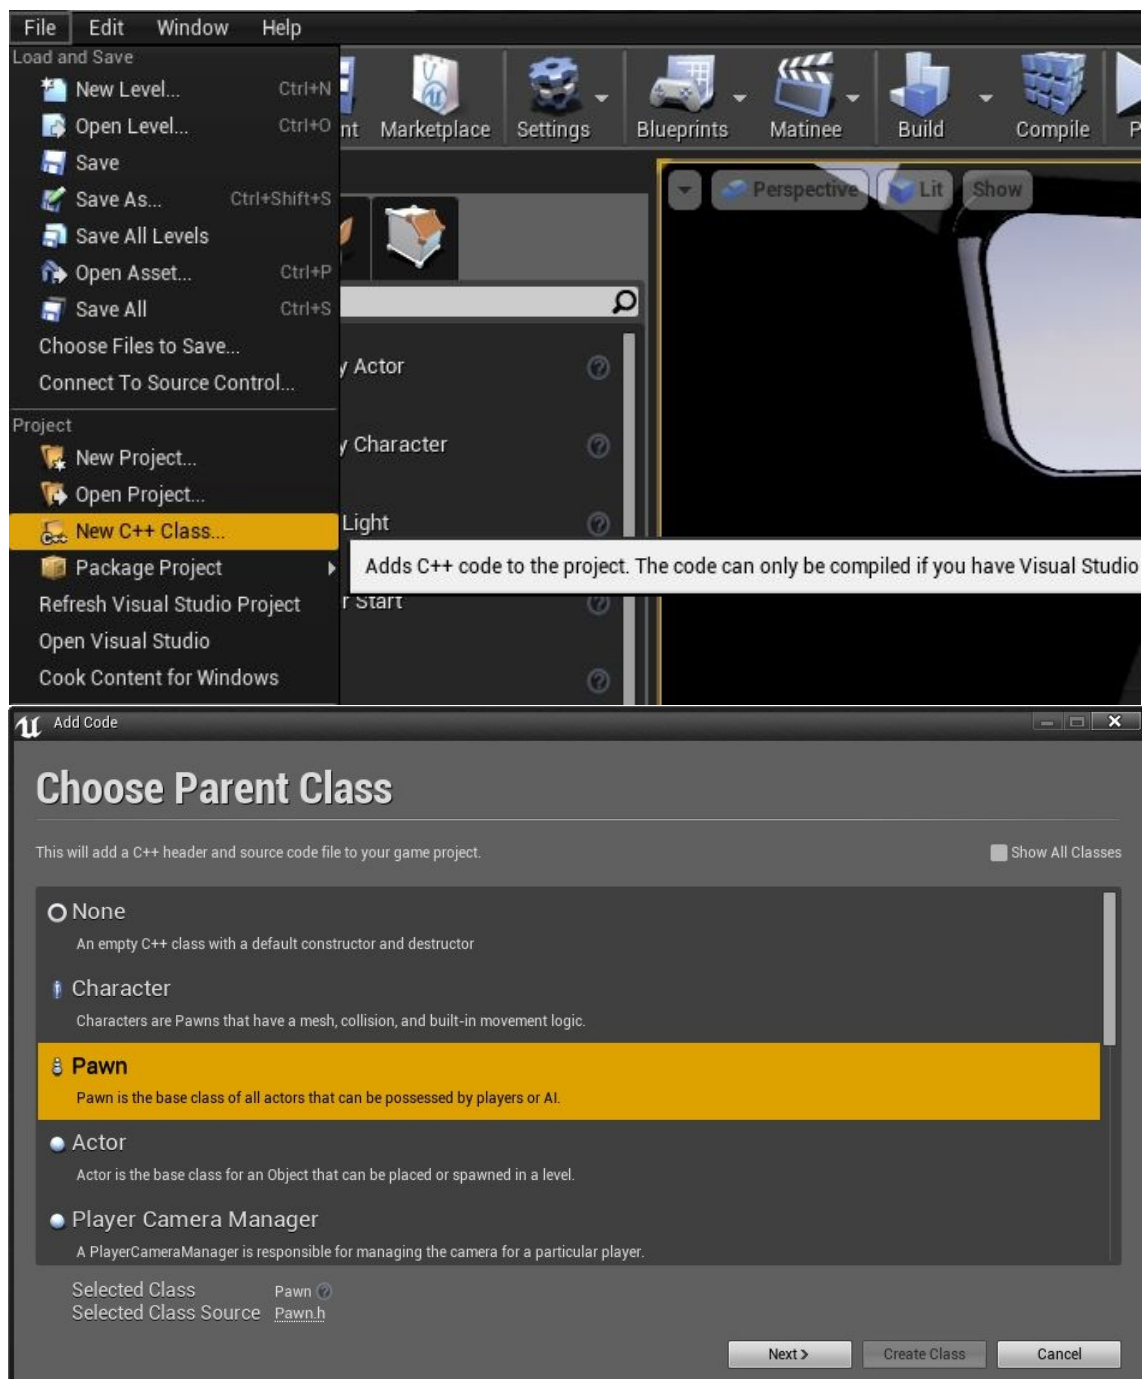 File Edit Window Help
Load and Save
New Level... Ctrl+N
Open Level... Ctrl+O
Save
Save As... Ctrl+Shift+S
Save All Levels
Open Asset... Ctrl+P
Save All Ctrl+S
Choose Files to Save...
Connect To Source Control...
Project
New Project...
Open Project...
New C++ Class...
Package Project
Refresh Visual Studio Project
Open Visual Studio
Cook Content for Windows
nt Marketplace Settings Blueprints Matinee Build Compile P
Perspective Lit Show
y Actor
y Character
Light
Adds C++ code to the project. The code can only be compiled if you have Visual Studio
r Start
Add Code
Choose Parent Class
This will add a C++ header and source code file to your game project.
Show All Classes
None
An empty C++ class with a default constructor and destructor
Character
Characters are Pawns that have a mesh, collision, and built-in movement logic.
Pawn
Pawn is the base class of all actors that can be possessed by players or AI.
Actor
Actor is the base class for an Object that can be placed or spawned in a level.
Player Camera Manager
A PlayerCameraManager is responsible for managing the camera for a particular player.
Selected Class Pawn
Selected Class Source Pawn.h
Next > Create Class Cancel